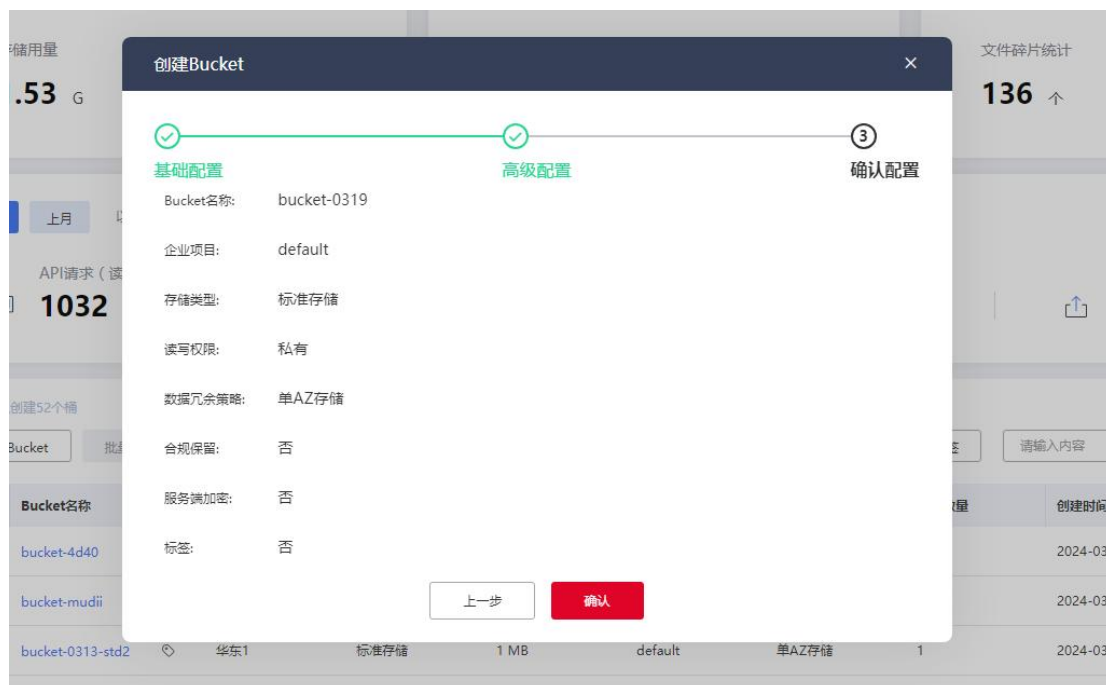 储用量
.53 G
文件碎片统计
136 个
创建Bucket
3
基础配置
高级配置
确认配置
Bucket名称: bucket-0319
企业项目: default
存储类型: 标准存储
读写权限: 私有
数据冗余策略: 单AZ存储
合规保留: 否
服务端加密: 否
标签: 否
上一步
确认
上月
API请求 ( 读
1032
创建52个桶
Bucket
批
请输入内容
Bucket名称
量
创建时间
bucket-4d40
2024-03
bucket-mudii
2024-03
bucket-0313-std2 华东1 标准存储 1 MB default 单AZ存储 1 2024-03